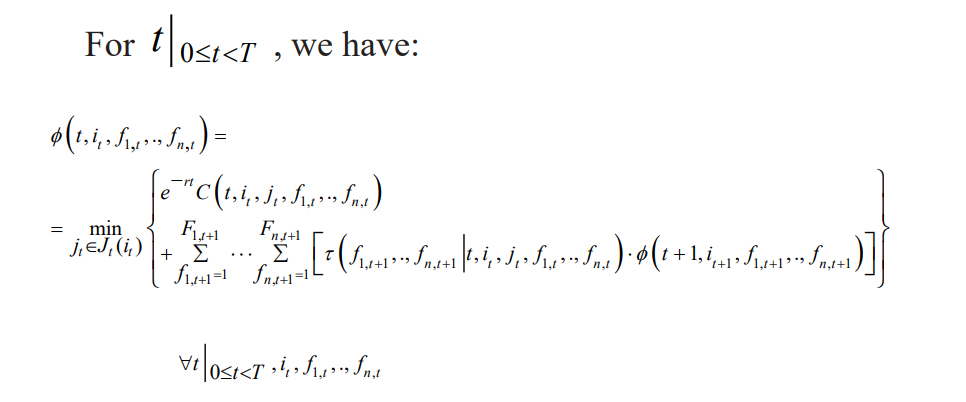 For t|0≤t<T , we have:
ϕ(t, i_t, f_{1,t}, ., f_{n,t}) =
= min_{j_t∈J_t(i_t)} { e^{−rt} C(t, i_t, j_t, f_{1,t}, ., f_{n,t})
+ Σ_{f_{1,t+1}=1}^{F_{1,t+1}} ⋯ Σ_{f_{n,t+1}=1}^{F_{n,t+1}} [τ(f_{1,t+1}, ., f_{n,t+1} | t, i_t, j_t, f_{1,t}, ., f_{n,t}) · ϕ(t+1, i_{t+1}, f_{1,t+1}, ., f_{n,t+1})] }
∀t|0≤t<T , i_t, f_{1,t}, ., f_{n,t}